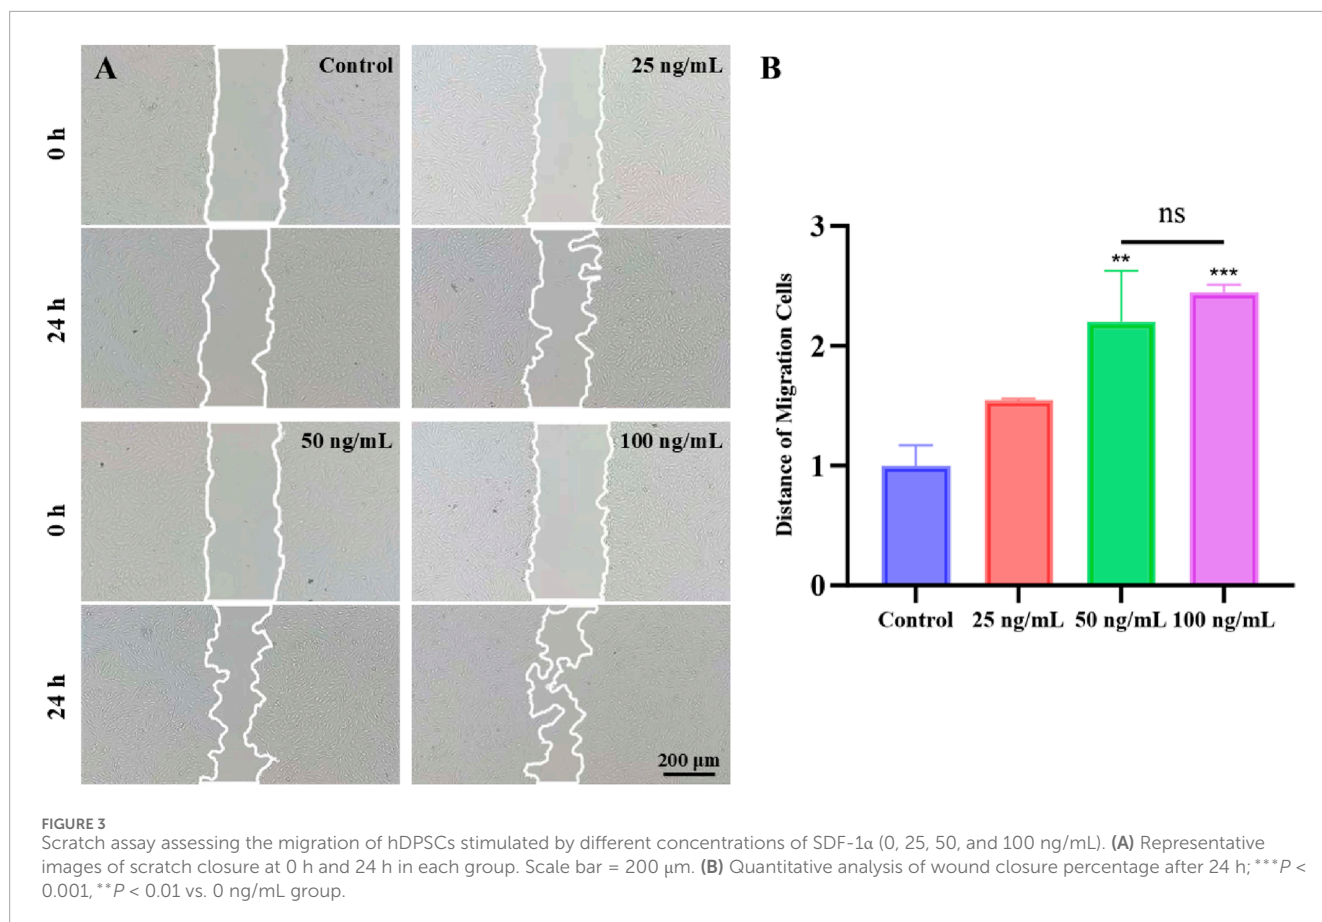 A
Control
25 ng/mL
0 h
24 h
50 ng/mL
100 ng/mL
0 h
24 h
200 μm
B
ns
**
***
3
2
1
0
Distance of Migration Cells
Control 25 ng/mL 50 ng/mL 100 ng/mL
FIGURE 3
Scratch assay assessing the migration of hDPSCs stimulated by different concentrations of SDF-1α (0, 25, 50, and 100 ng/mL). (A) Representative
images of scratch closure at 0 h and 24 h in each group. Scale bar = 200 μm. (B) Quantitative analysis of wound closure percentage after 24 h; ***P <
0.001, **P < 0.01 vs. 0 ng/mL group.